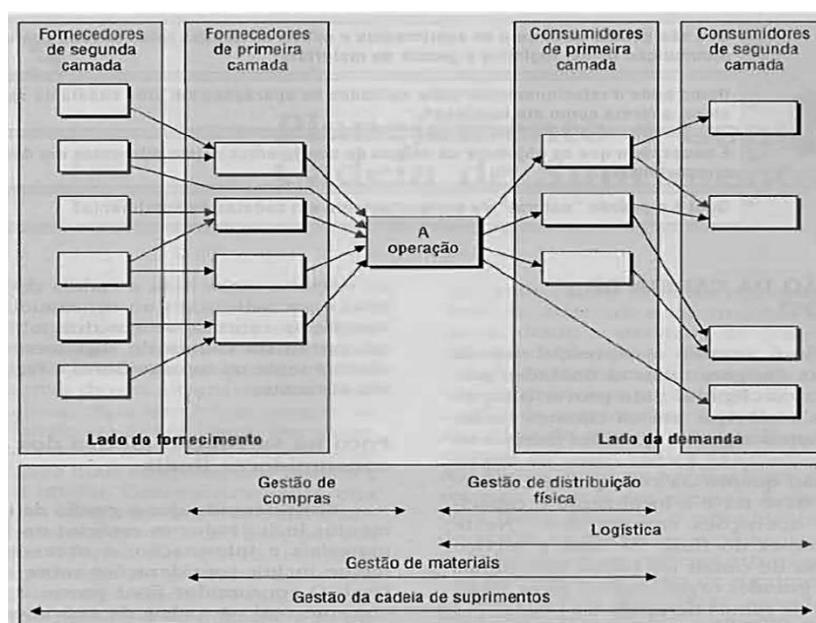 Fornecedores
de segunda
camada
Fornecedores
de primeira
camada
Consumidores
de primeira
camada
Consumidores
de segunda
camada
A
operação
Lado do fornecimento
Lado da demanda
Gestão de
compras
Gestão de distribuição
física
Logística
Gestão de materiais
Gestão da cadeia de suprimentos